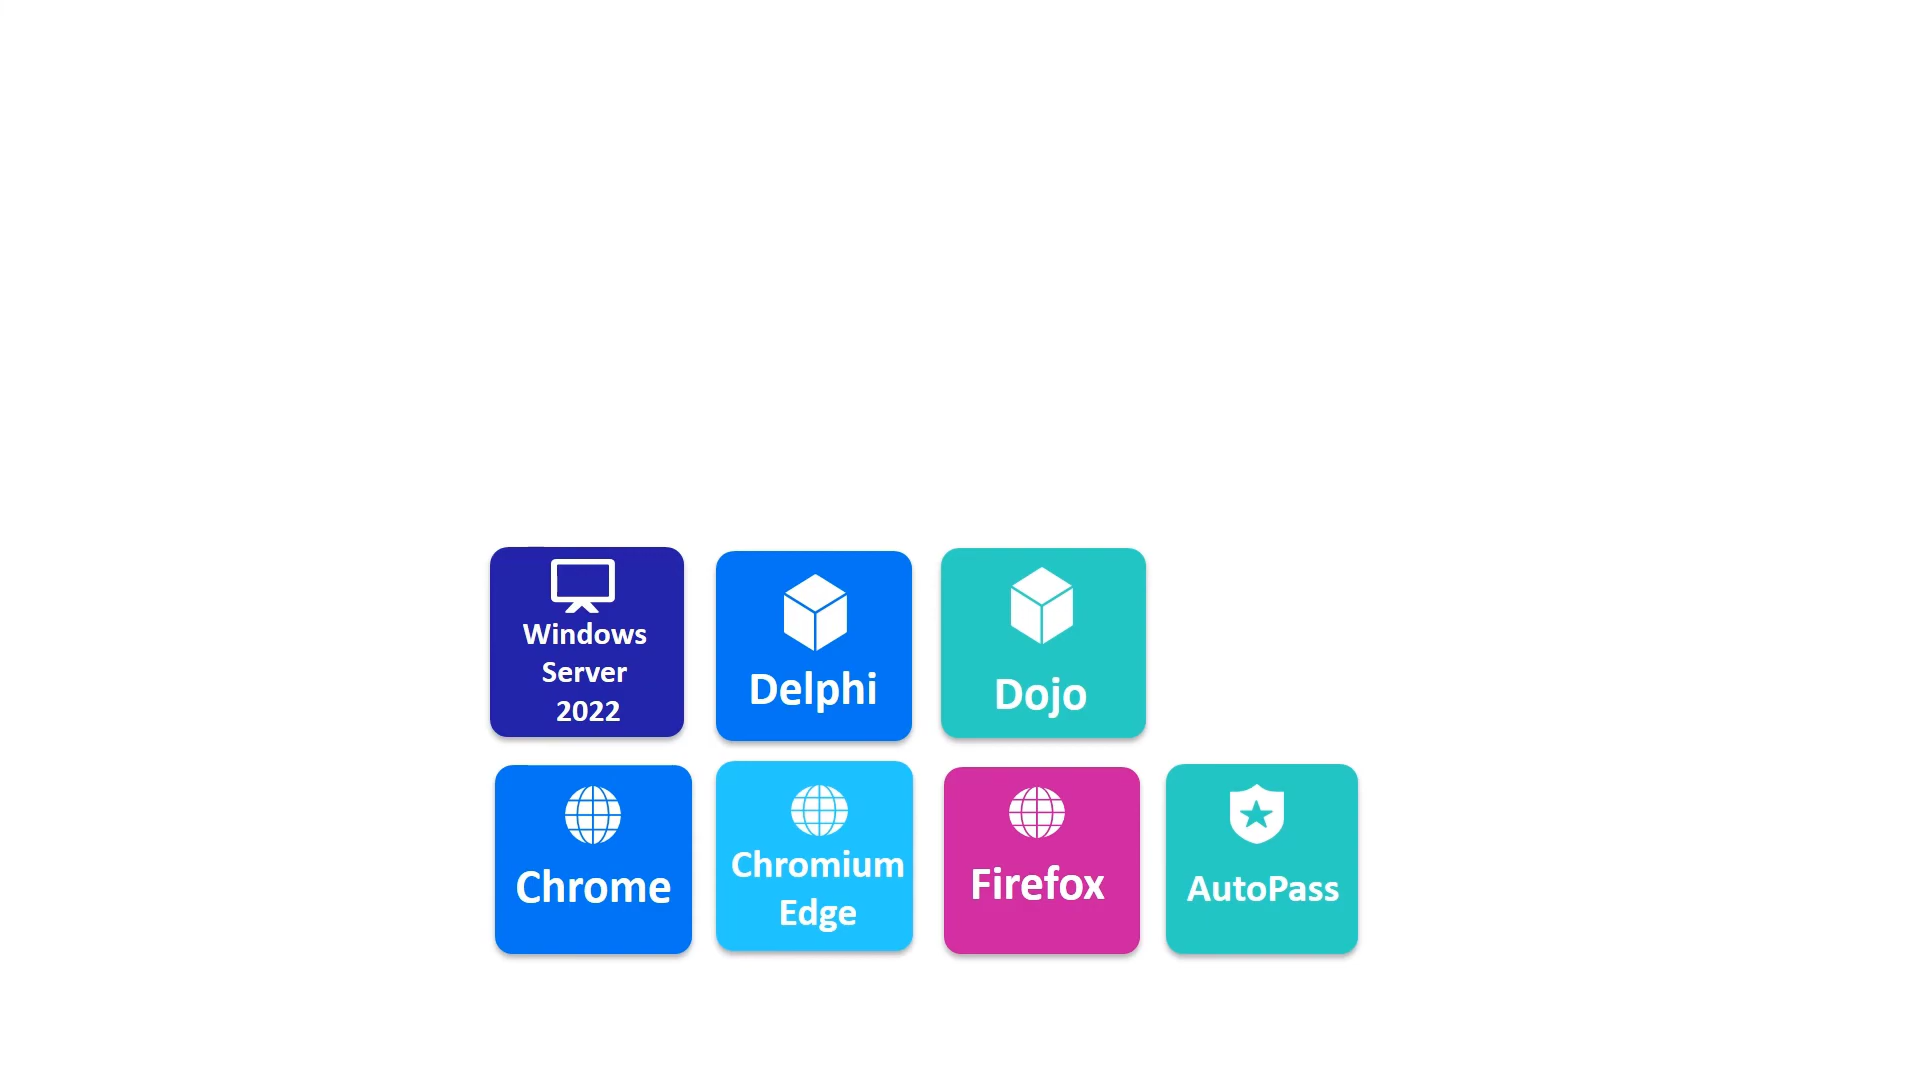 Windows
Server
2022
Delphi
Dojo
Chrome
Chromium
Edge
Firefox
AutoPass